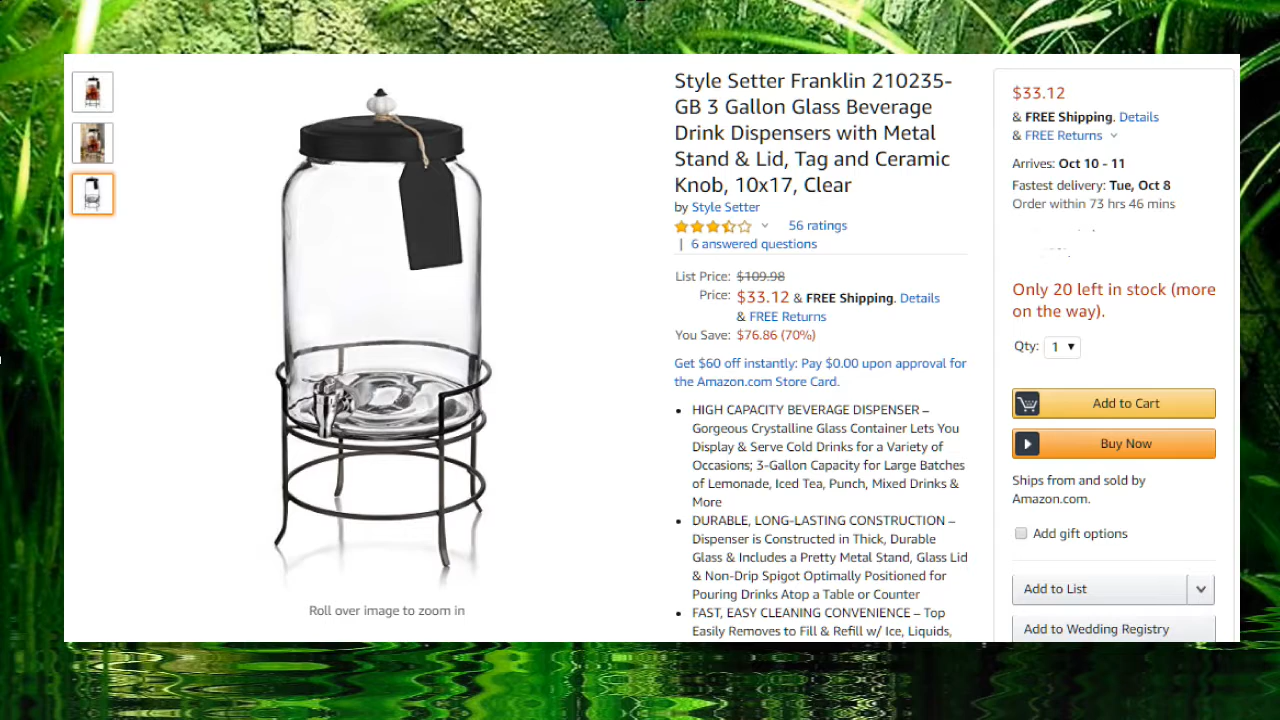 Style Setter Franklin 210235-
GB 3 Gallon Glass Beverage
Drink Dispensers with Metal
Stand & Lid, Tag and Ceramic
Knob, 10x17, Clear
by Style Setter
56 ratings
| 6 answered questions
List Price: $109.98
Price: $33.12 & FREE Shipping. Details
& FREE Returns
You Save: $76.86 (70%)
Get $60 off instantly: Pay $0.00 upon approval for
the Amazon.com Store Card.
• HIGH CAPACITY BEVERAGE DISPENSER –
Gorgeous Crystalline Glass Container Lets You
Display & Serve Cold Drinks for a Variety of
Occasions; 3-Gallon Capacity for Large Batches
of Lemonade, Iced Tea, Punch, Mixed Drinks &
More
• DURABLE, LONG-LASTING CONSTRUCTION –
Dispenser is Constructed in Thick, Durable
Glass & Includes a Pretty Metal Stand, Glass Lid
& Non-Drip Spigot Optimally Positioned for
Pouring Drinks Atop a Table or Counter
• FAST, EASY CLEANING CONVENIENCE – Top
Easily Removes to Fill & Refill w/ Ice, Liquids,
Roll over image to zoom in
$33.12
& FREE Shipping. Details
& FREE Returns
Arrives: Oct 10 - 11
Fastest delivery: Tue, Oct 8
Order within 73 hrs 46 mins
Only 20 left in stock (more
on the way).
Qty: 1
Add to Cart
Buy Now
Ships from and sold by
Amazon.com.
Add gift options
Add to List
Add to Wedding Registry